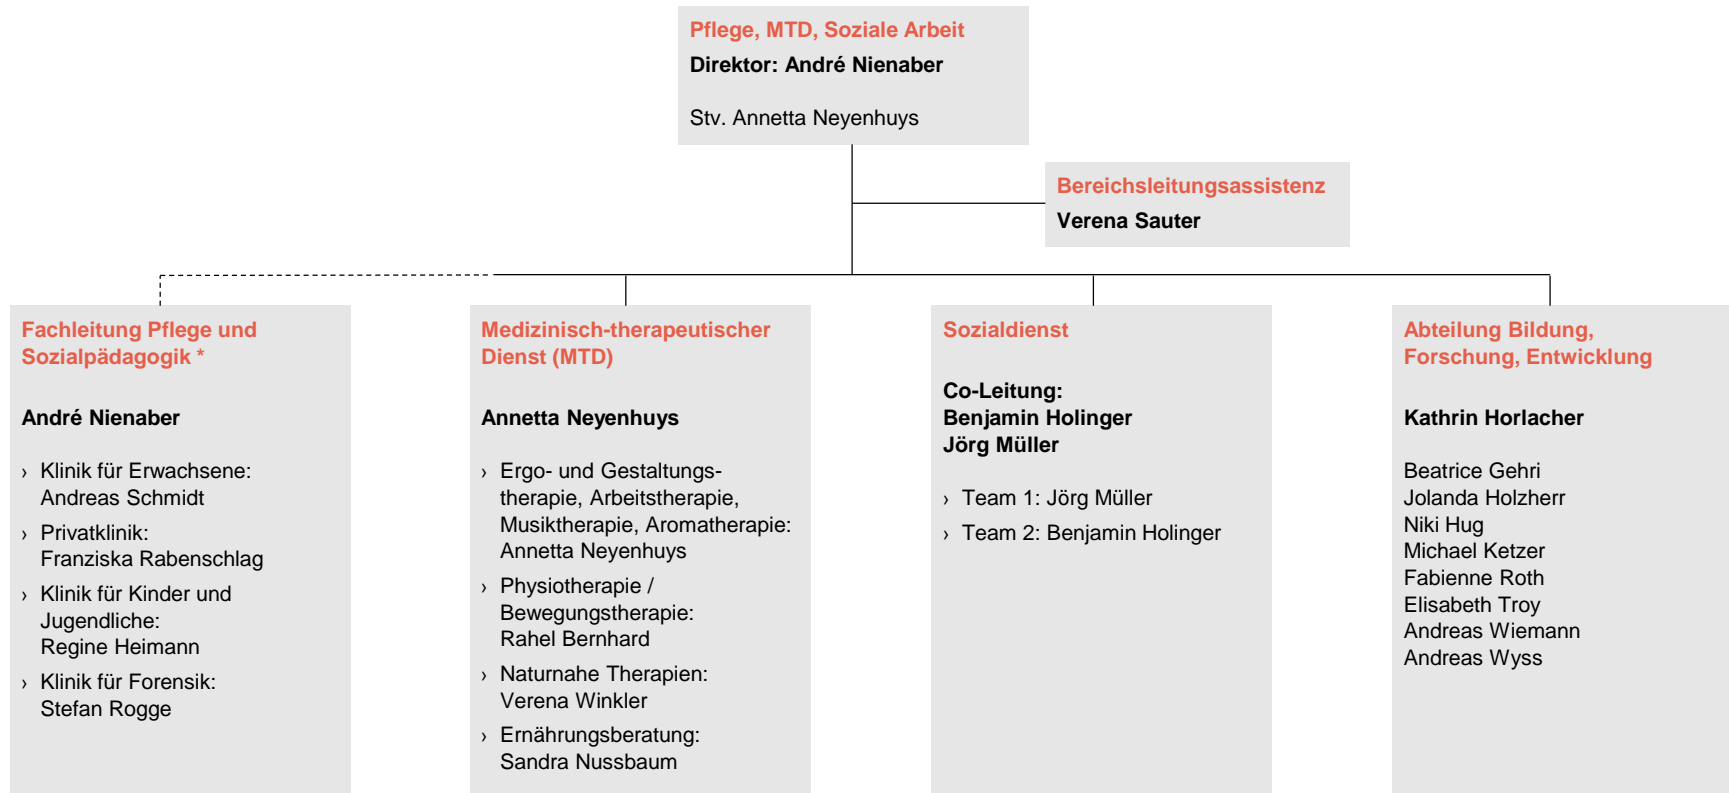 Pflege, MTD, Soziale Arbeit
Direktor: André Nienaber
Stv. Annetta Neyenhuys
Bereichsleitungsassistenz
Verena Sauter
Fachleitung Pflege und
Sozialpädagogik *
André Nienaber
› Klinik für Erwachsene:
Andreas Schmidt
› Privatklinik:
Franziska Rabenschlag
› Klinik für Kinder und
Jugendliche:
Regine Heimann
› Klinik für Forensik:
Stefan Rogge
Medizinisch-therapeutischer
Dienst (MTD)
Annetta Neyenhuys
› Ergo- und Gestaltungs-
therapie, Arbeitstherapie,
Musiktherapie, Aromatherapie:
Annetta Neyenhuys
› Physiotherapie /
Bewegungstherapie:
Rahel Bernhard
› Naturnahe Therapien:
Verena Winkler
› Ernährungsberatung:
Sandra Nussbaum
Sozialdienst
Co-Leitung:
Benjamin Holinger
Jörg Müller
› Team 1: Jörg Müller
› Team 2: Benjamin Holinger
Abteilung Bildung,
Forschung, Entwicklung
Kathrin Horlacher
Beatrice Gehri
Jolanda Holzherr
Niki Hug
Michael Ketzer
Fabienne Roth
Elisabeth Troy
Andreas Wiemann
Andreas Wyss